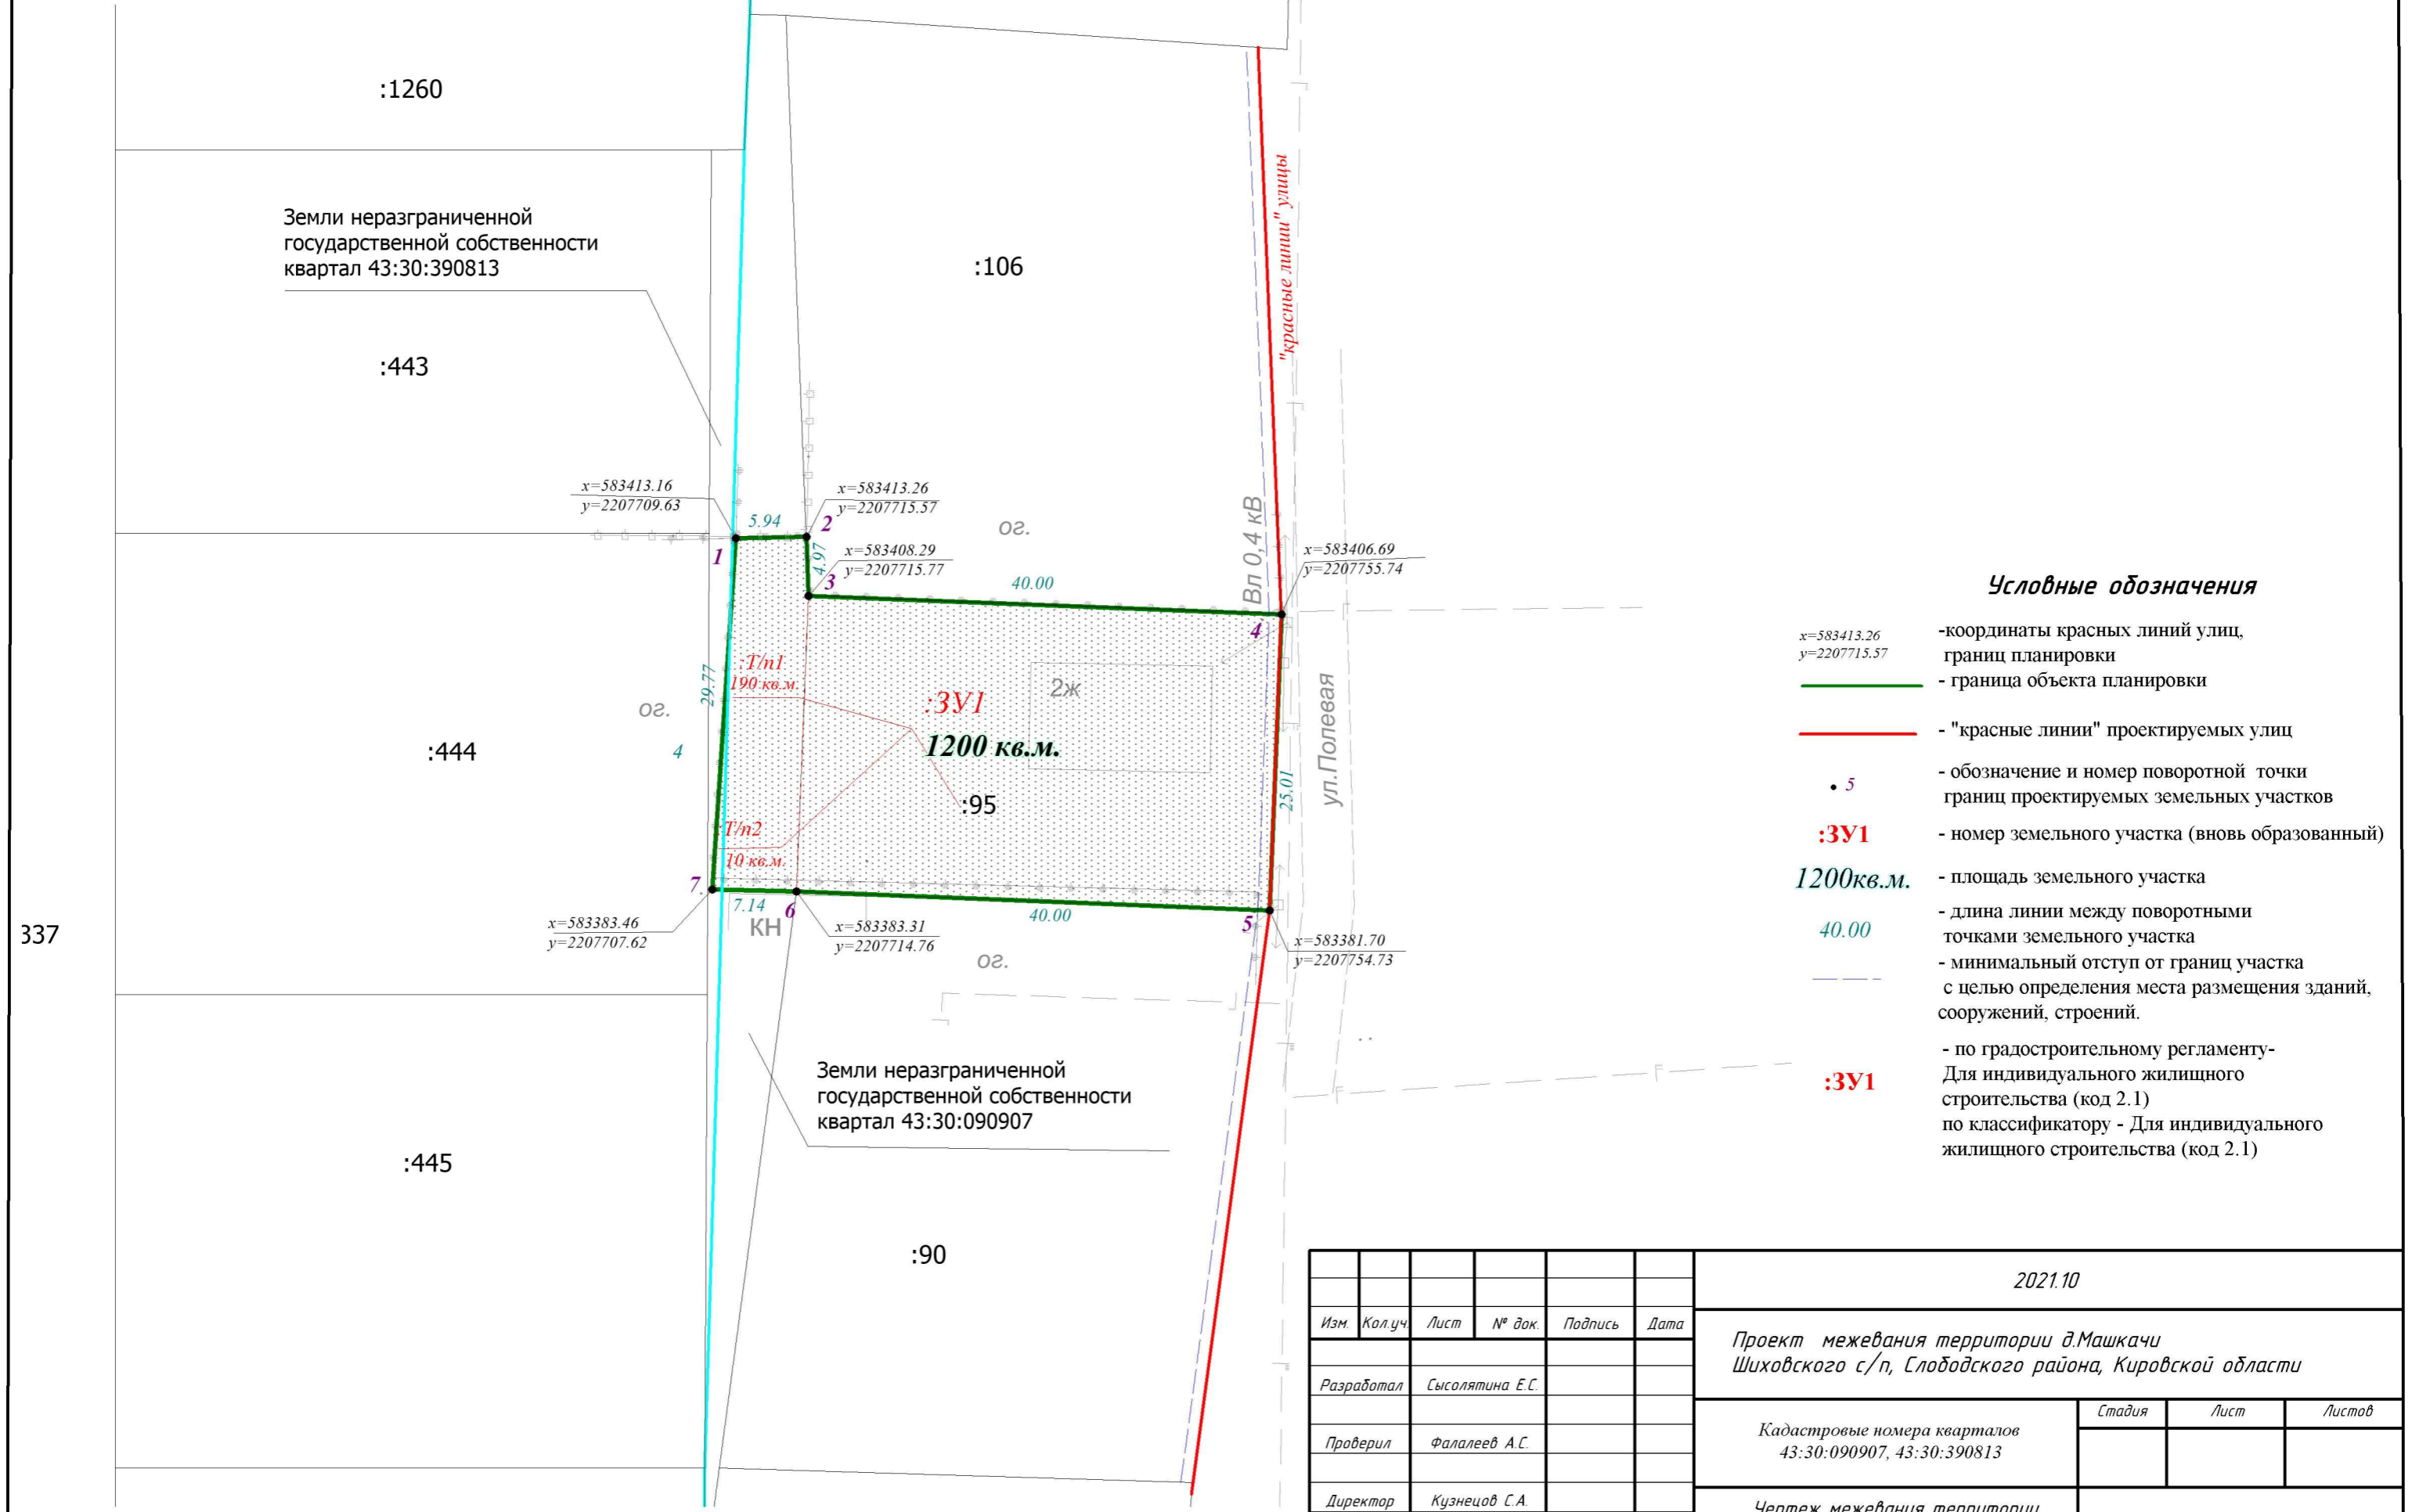 :1260
Земли неразграниченной
государственной собственности
квартал 43:30:390813
:106
"красные линии" улицы
:443
x=583413.16
y=2207709.63
x=583413.26
y=2207715.57
5.94
2
1
4.97
x=583408.29
y=2207715.77
3
ог.
40.00
Вл 0,4 кВ
x=583406.69
y=2207755.74
4
:Т/п1
190 кв.м.
29.77
ог.
4
:444
:ЗУ1
1200 кв.м.
2ж
:95
25.01
ул.Полевая
:Т/п2
10 кв.м.
7
7.14
6
КН
x=583383.46
y=2207707.62
x=583383.31
y=2207714.76
40.00
5
x=583381.70
y=2207754.73
ог.
337
Земли неразграниченной
государственной собственности
квартал 43:30:090907
:445
:90
Условные обозначения
x=583413.26
y=2207715.57
-координаты красных линий улиц,
границ планировки
- граница объекта планировки
- "красные линии" проектируемых улиц
5
- обозначение и номер поворотной точки
границ проектируемых земельных участков
:ЗУ1
- номер земельного участка (вновь образованный)
1200кв.м.
- площадь земельного участка
40.00
- длина линии между поворотными
точками земельного участка
- минимальный отступ от границ участка
с целью определения места размещения зданий,
сооружений, строений.
:ЗУ1
- по градостроительному регламенту-
Для индивидуального жилищного
строительства (код 2.1)
по классификатору - Для индивидуального
жилищного строительства (код 2.1)
2021.10
Изм. Кол.уч. Лист № док. Подпись Дата
Проект межевания территории д.Машкачи
Шиховского с/п, Слободского района, Кировской области
Разработал Сысолятина Е.С.
Проверил Фалалеев А.С.
Директор Кузнецов С.А.
Кадастровые номера кварталов
43:30:090907, 43:30:390813
Стадия Лист Листов
Чертеж межевания территории